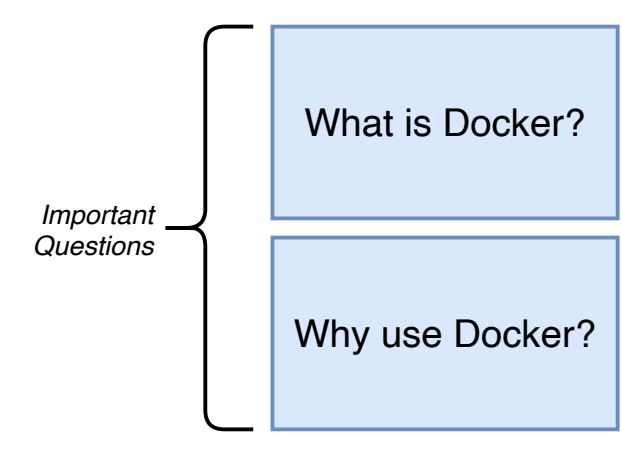 What is Docker?
Important
Questions
Why use Docker?